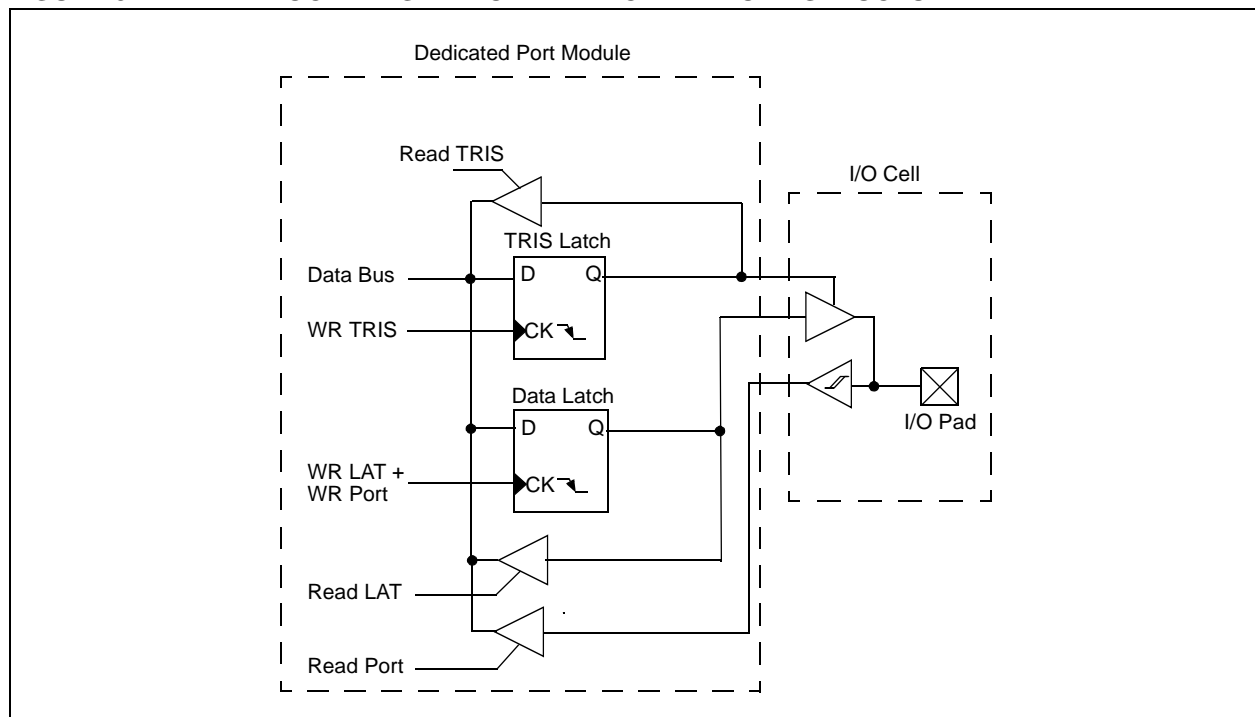 Dedicated Port Module
Read TRIS
I/O Cell
TRIS Latch
Data Bus
D
Q
WR TRIS
CK
Data Latch
I/O Pad
D
Q
WR LAT +
WR Port
CK
Read LAT
Read Port